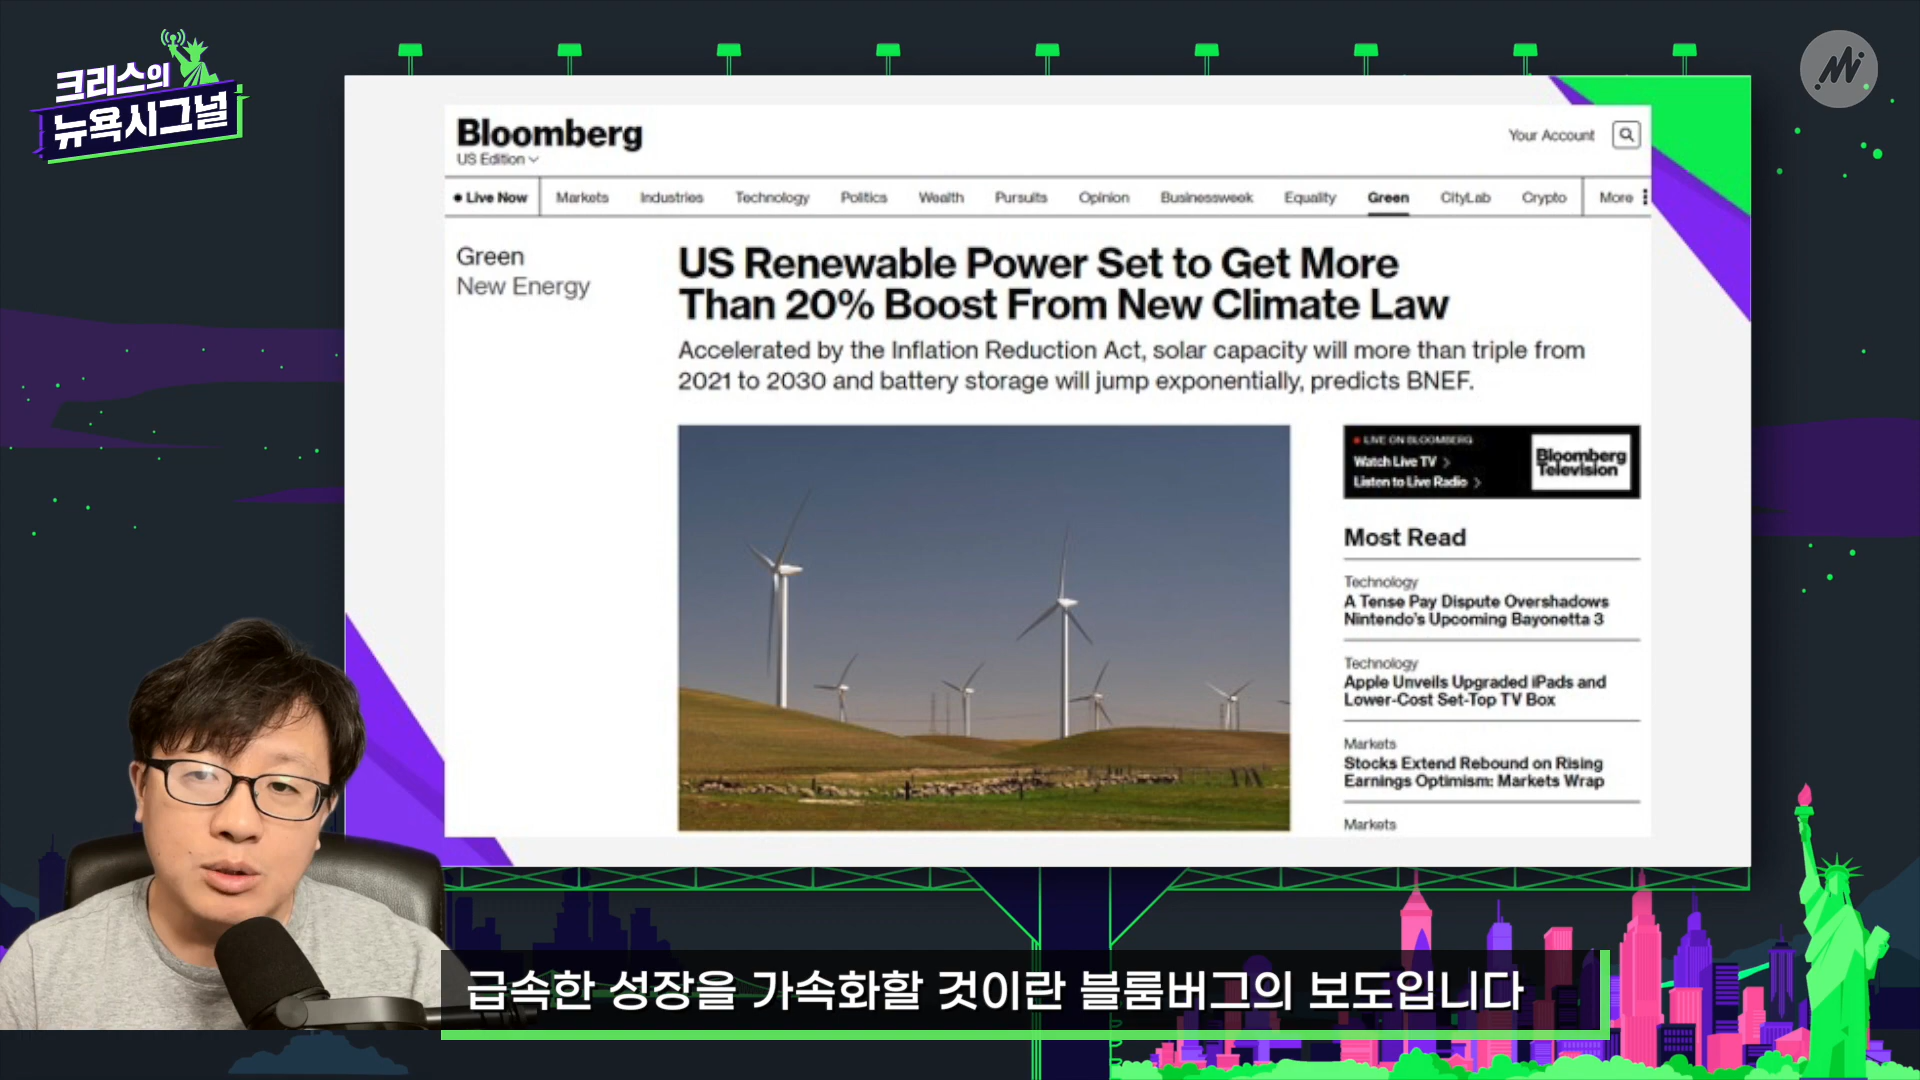 크리스의
뉴욕시그널
Bloomberg
US Edition
Your Account
Live Now
Markets
Industries
Technology
Politics
Wealth
Pursuits
Opinion
Businessweek
Equality
Green
CityLab
Crypto
More
Green
New Energy
US Renewable Power Set to Get More
Than 20% Boost From New Climate Law
Accelerated by the Inflation Reduction Act, solar capacity will more than triple from
2021 to 2030 and battery storage will jump exponentially, predicts BNEF.
LIVE ON BLOOMBERG
Watch Live TV
Listen to Live Radio
Bloomberg
Television
Most Read
Technology
A Tense Pay Dispute Overshadows
Nintendo's Upcoming Bayonetta 3
Technology
Apple Unveils Upgraded iPads and
Lower-Cost Set-Top TV Box
Markets
Stocks Extend Rebound on Rising
Earnings Optimism: Markets Wrap
Markets
급속한 성장을 가속화할 것이란 블룸버그의 보도입니다